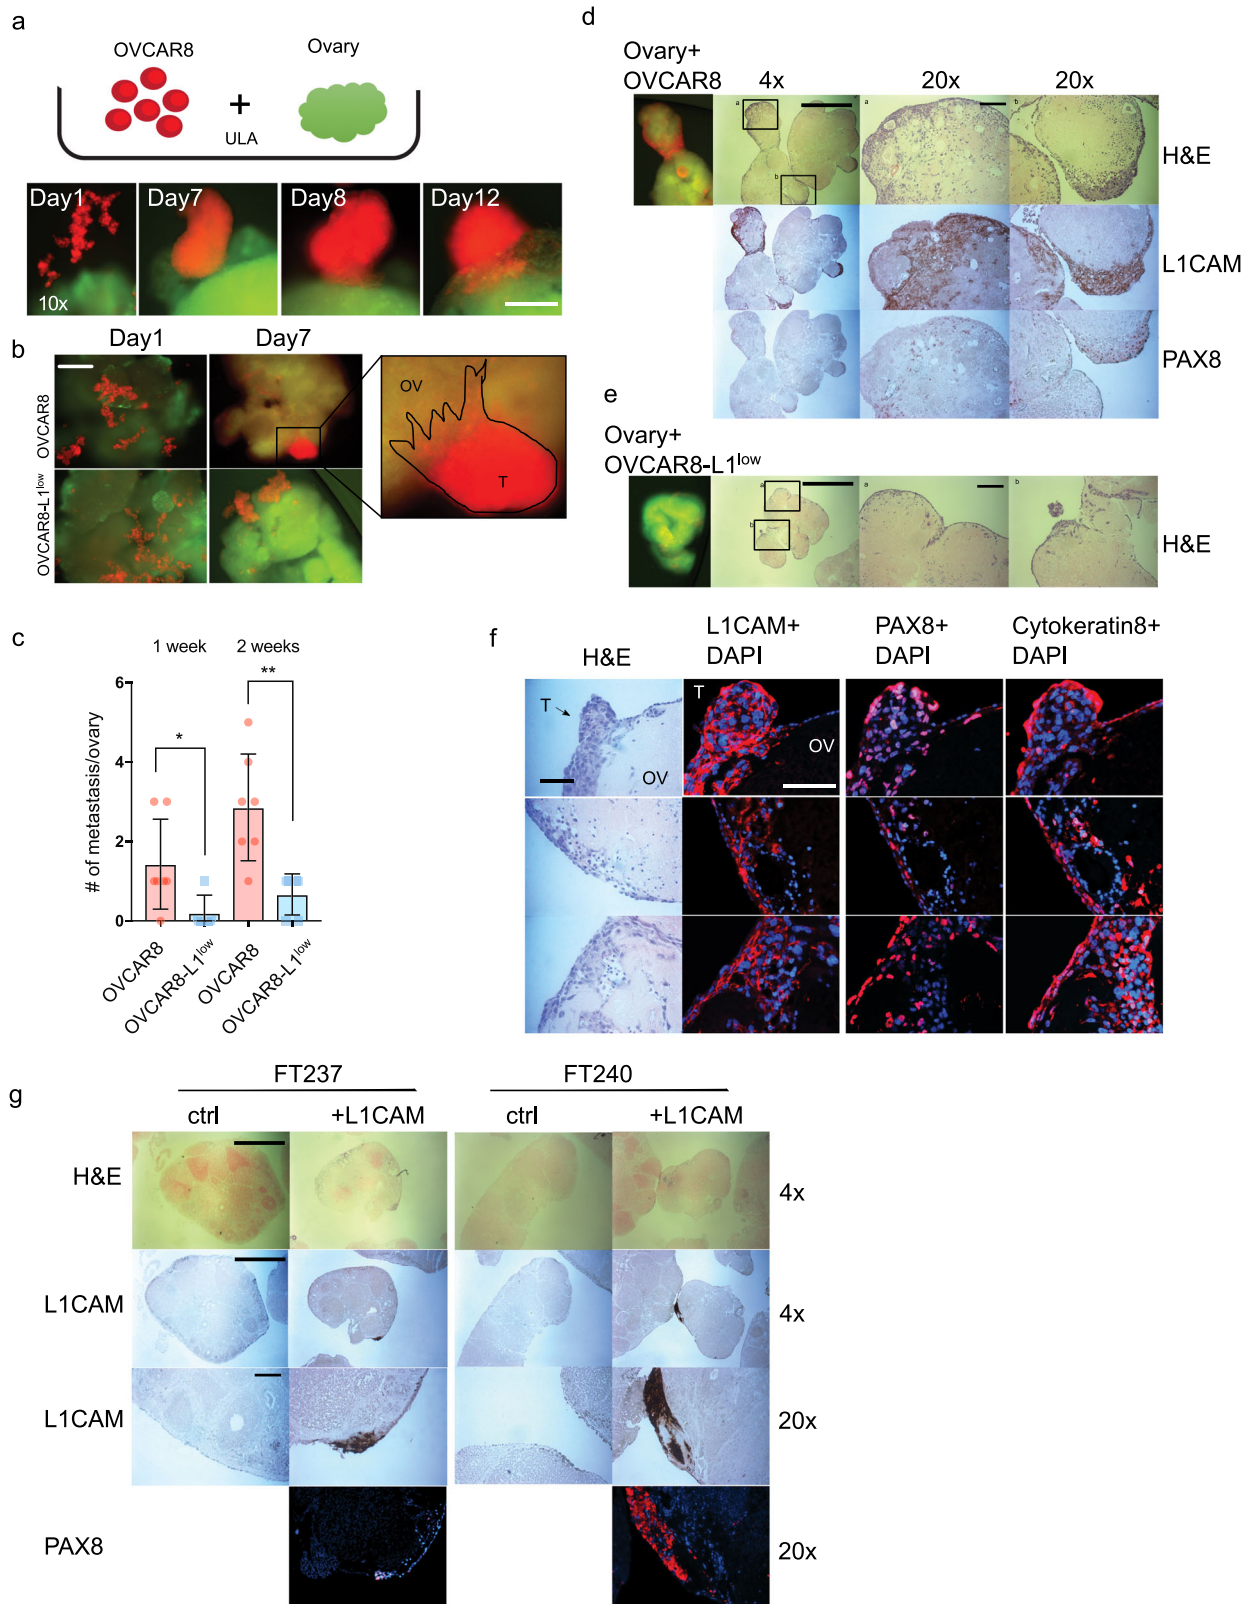 a
OVCAR8
Ovary
+
ULA
Day1
Day7
Day8
Day12
10x
b
Day1
Day7
OVCAR8
OVCAR8-L1low
OV
T
c
1 week
2 weeks
*
**
# of metastasis/ovary
6
4
2
0
OVCAR8
OVCAR8-L1low
OVCAR8
OVCAR8-L1low
d
Ovary+
OVCAR8
4x
20x
20x
a
b
a
b
H&E
L1CAM
PAX8
e
Ovary+
OVCAR8-L1low
a
b
a
b
H&E
f
H&E
L1CAM+
DAPI
PAX8+
DAPI
Cytokeratin8+
DAPI
T
OV
T
OV
g
FT237
FT240
ctrl
+L1CAM
ctrl
+L1CAM
H&E
4x
L1CAM
4x
L1CAM
20x
PAX8
20x